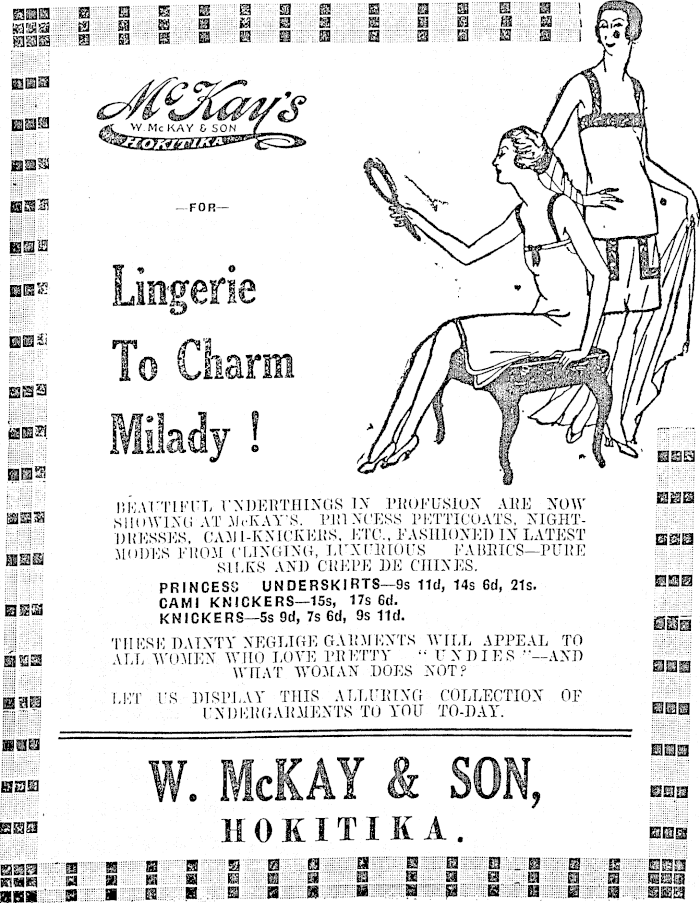 McKay's
W. McKAY & SON
HOKITIKA
—FOR—
Lingerie
To Charm
Milady !
BEAUTIFUL UNDERTHINGS IN PROFUSION ARE NOW
SHOWING AT McKAY'S. PRINCESS PETTICOATS, NIGHT-
DRESSES, CAMI-KNICKERS, ETC., FASHIONED IN LATEST
MODES FROM CLINGING, LUXURIOUS FABRICS—PURE
SILKS AND CREPE DE CHINES.
PRINCESS UNDERSKIRTS—9s 11d, 14s 6d, 21s.
CAMI KNICKERS—15s, 17s 6d.
KNICKERS—5s 9d, 7s 6d, 9s 11d.
THESE DAINTY NEGLIGE GARMENTS WILL APPEAL TO
ALL WOMEN WHO LOVE PRETTY " UNDIES "—AND
WHAT WOMAN DOES NOT?
LET US DISPLAY THIS ALLURING COLLECTION OF
UNDERGARMENTS TO YOU TO-DAY.
W. McKAY & SON,
HOKITIKA.